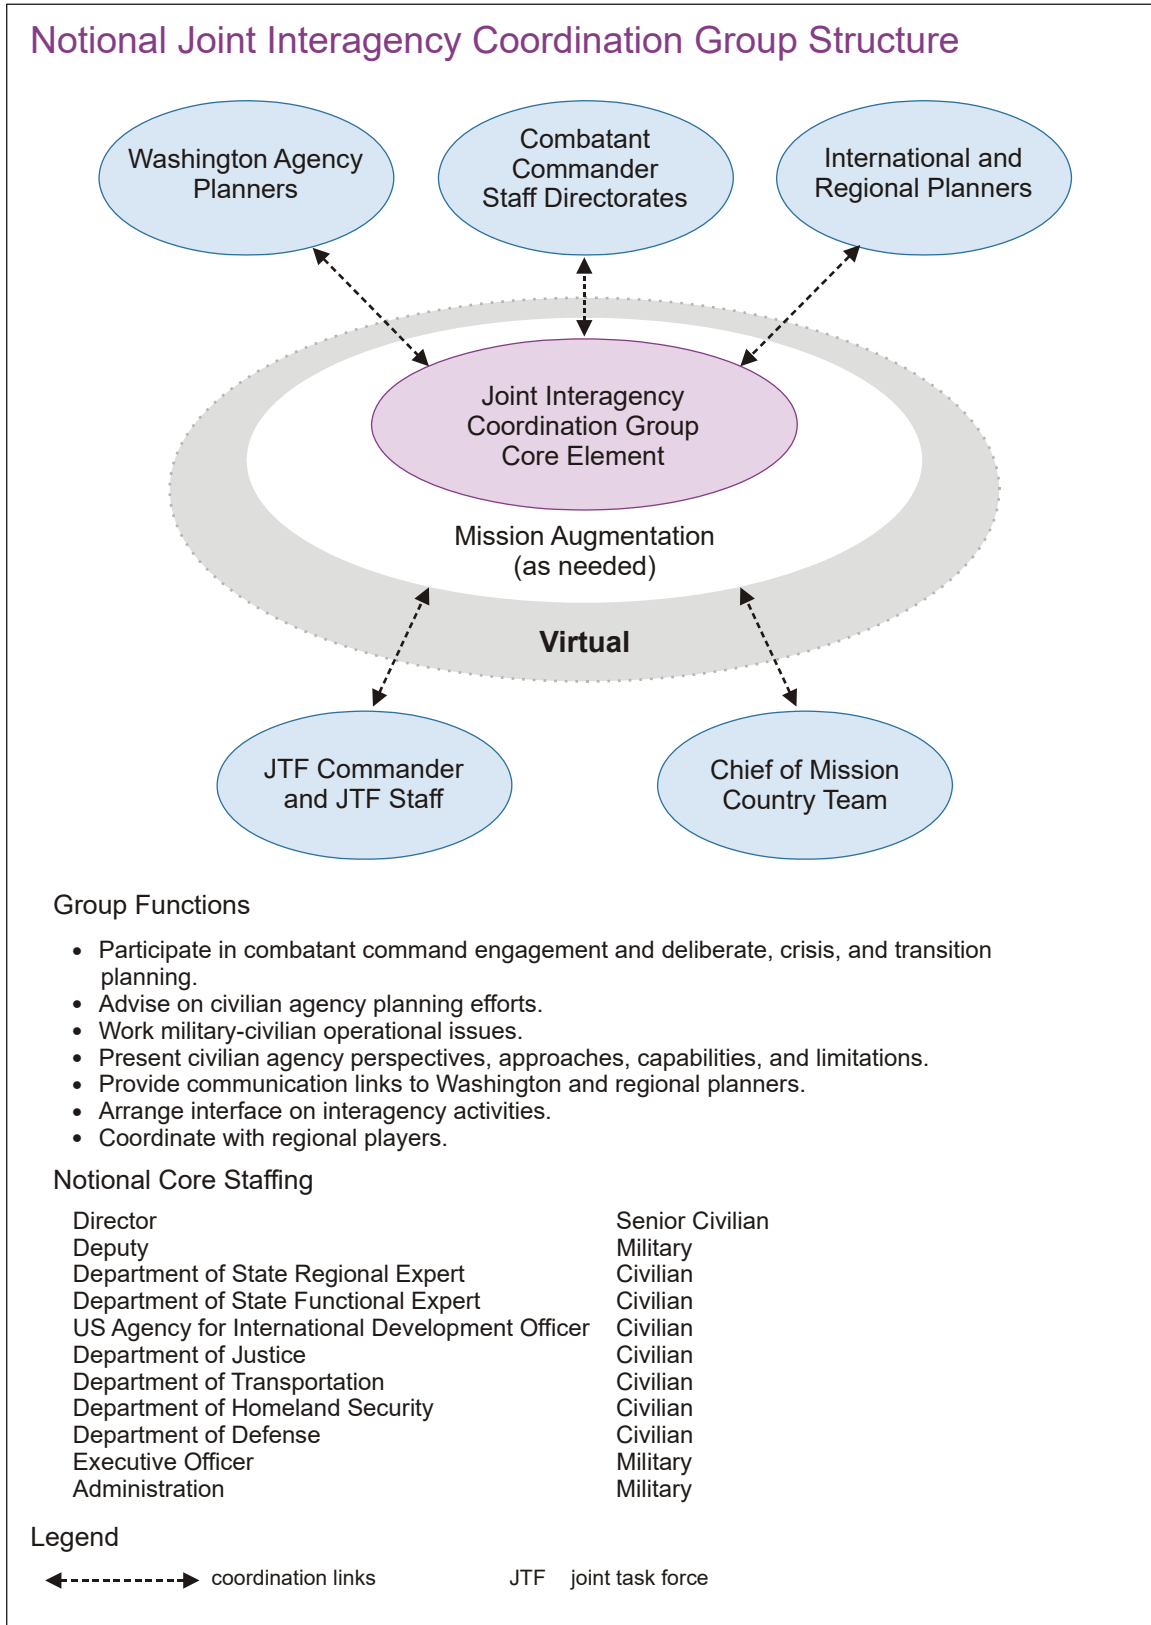 Notional Joint Interagency Coordination Group Structure
Washington Agency
Planners
Combatant
Commander
Staff Directorates
International and
Regional Planners
Joint Interagency
Coordination Group
Core Element
Mission Augmentation
(as needed)
Virtual
JTF Commander
and JTF Staff
Chief of Mission
Country Team
Group Functions
• Participate in combatant command engagement and deliberate, crisis, and transition
planning.
• Advise on civilian agency planning efforts.
• Work military-civilian operational issues.
• Present civilian agency perspectives, approaches, capabilities, and limitations.
• Provide communication links to Washington and regional planners.
• Arrange interface on interagency activities.
• Coordinate with regional players.
Notional Core Staffing
Director Senior Civilian
Deputy Military
Department of State Regional Expert Civilian
Department of State Functional Expert Civilian
US Agency for International Development Officer Civilian
Department of Justice Civilian
Department of Transportation Civilian
Department of Homeland Security Civilian
Department of Defense Civilian
Executive Officer Military
Administration Military
Legend
coordination links JTF joint task force